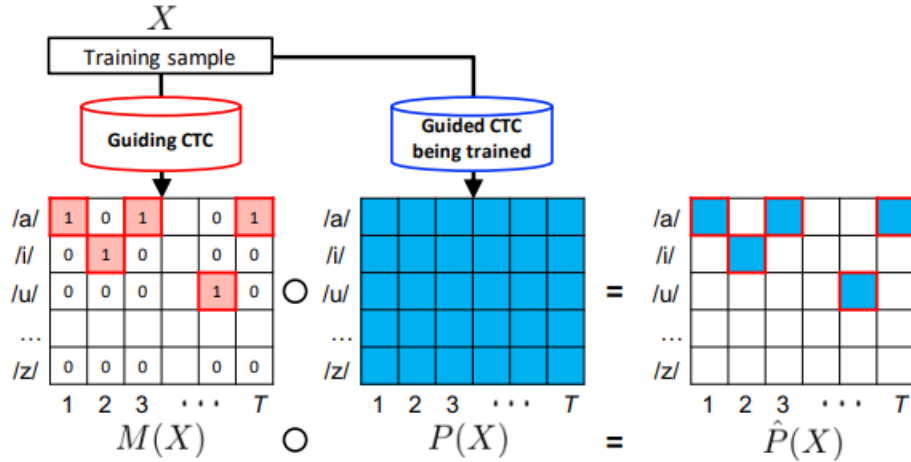 X
Training sample
Guiding CTC
Guided CTC
being trained
/a/ 1 0 1 0 1
/i/ 0 1 0 0 0
/u/ 0 0 0 1 0
...
/z/ 0 0 0 0 0
1 2 3 ··· T
M(X)
○
/a/
/i/
/u/
...
/z/
1 2 3 ··· T
P(X)
○
=
/a/
/i/
/u/
...
/z/
1 2 3 ··· T
P̂(X)
=